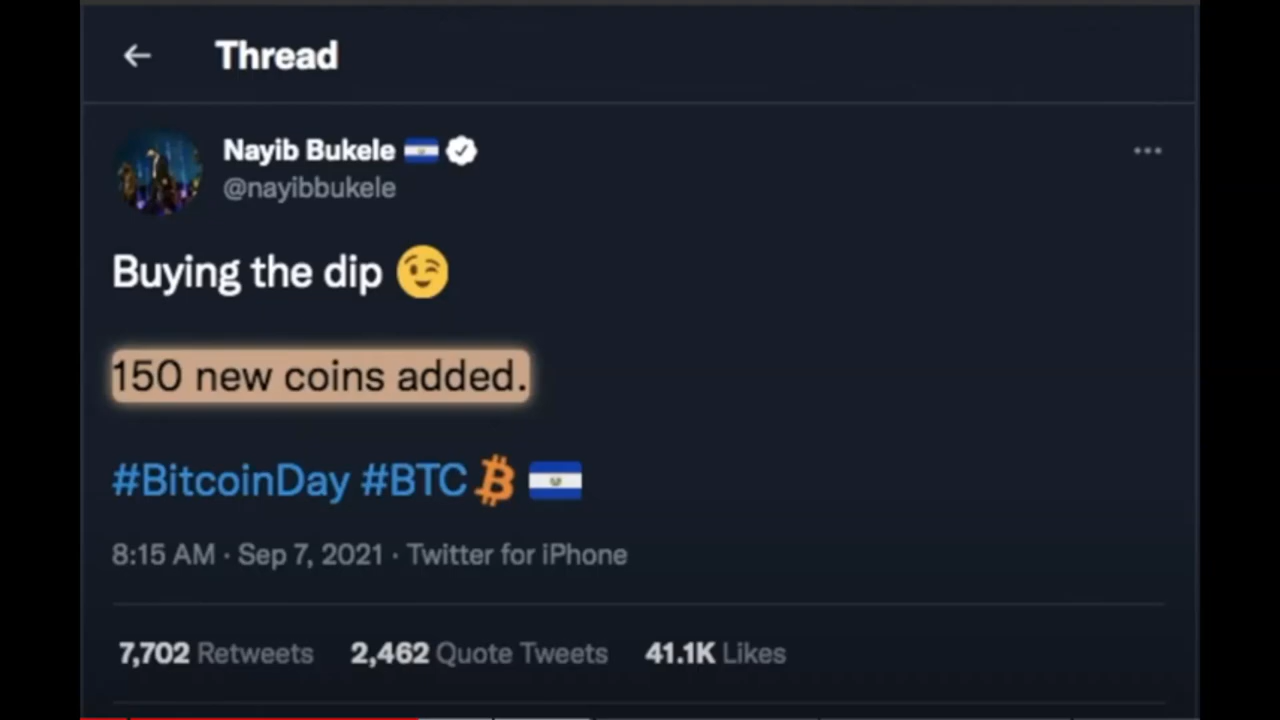 Thread
Nayib Bukele 🇸🇻
@nayibbukele
Buying the dip 😉
150 new coins added.
#BitcoinDay #BTC 🇸🇻
8:15 AM · Sep 7, 2021 · Twitter for iPhone
7,702 Retweets 2,462 Quote Tweets 41.1K Likes